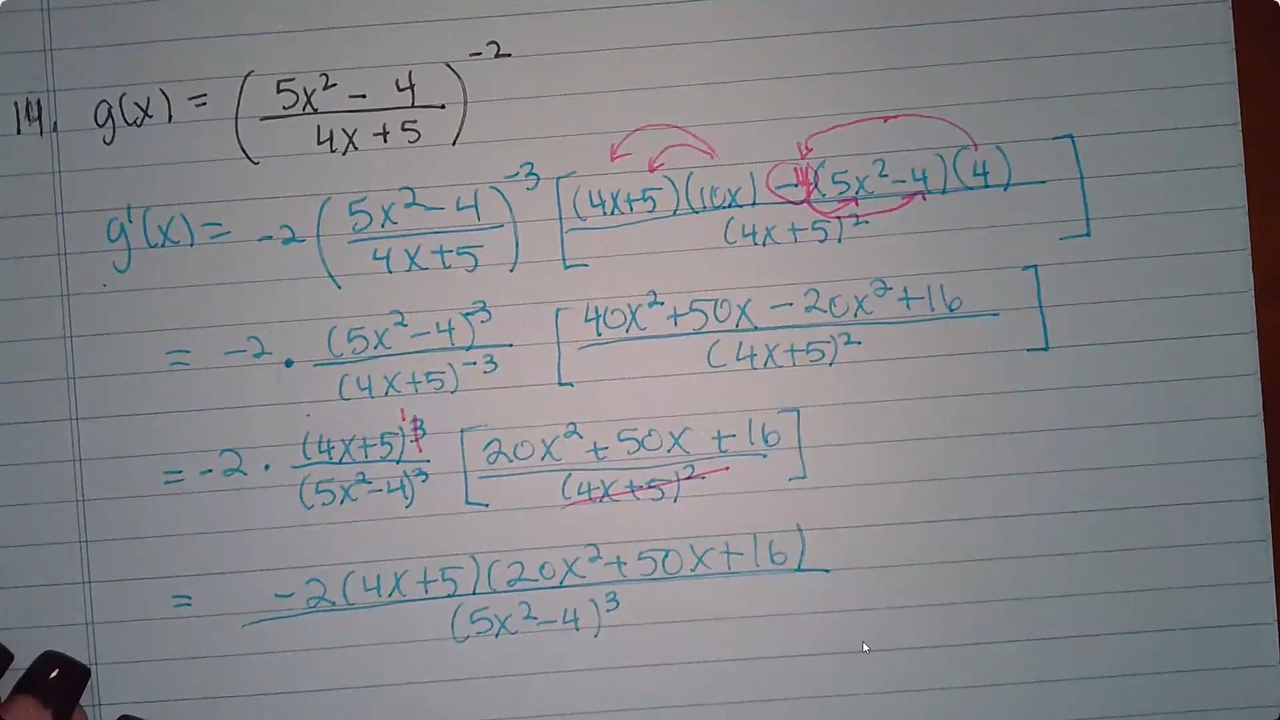 14. g(x) = ( (5x² - 4) / (4x + 5) )⁻²
g'(x) = -2 ( (5x² - 4) / (4x + 5) )⁻³ [ ((4x+5)(10x) - (5x² - 4)(4)) / (4x+5)² ]
= -2 · (5x² - 4)⁻³ / (4x+5)⁻³ [ (40x² + 50x - 20x² + 16) / (4x+5)² ]
= -2 · (4x+5)³ / (5x² - 4)³ [ (20x² + 50x + 16) / (4x+5)² ]
= -2(4x+5)(20x² + 50x + 16) / (5x² - 4)³